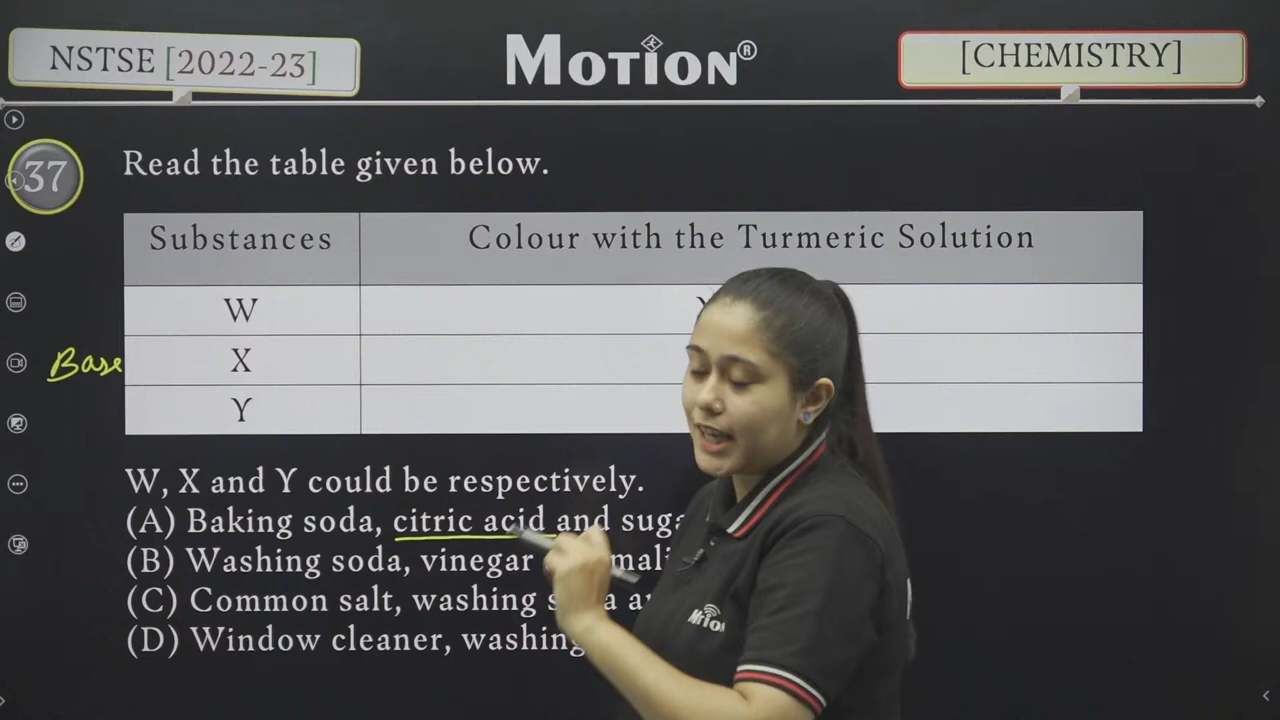 NSTSE [2022-23]
MOTION®
[CHEMISTRY]
37
Read the table given below.
Substances
Colour with the Turmeric Solution
W
Base
X
Y
W, X and Y could be respectively.
(A) Baking soda, citric acid and
(B) Washing soda, vinegar
(C) Common salt, washing
(D) Window cleaner, washing